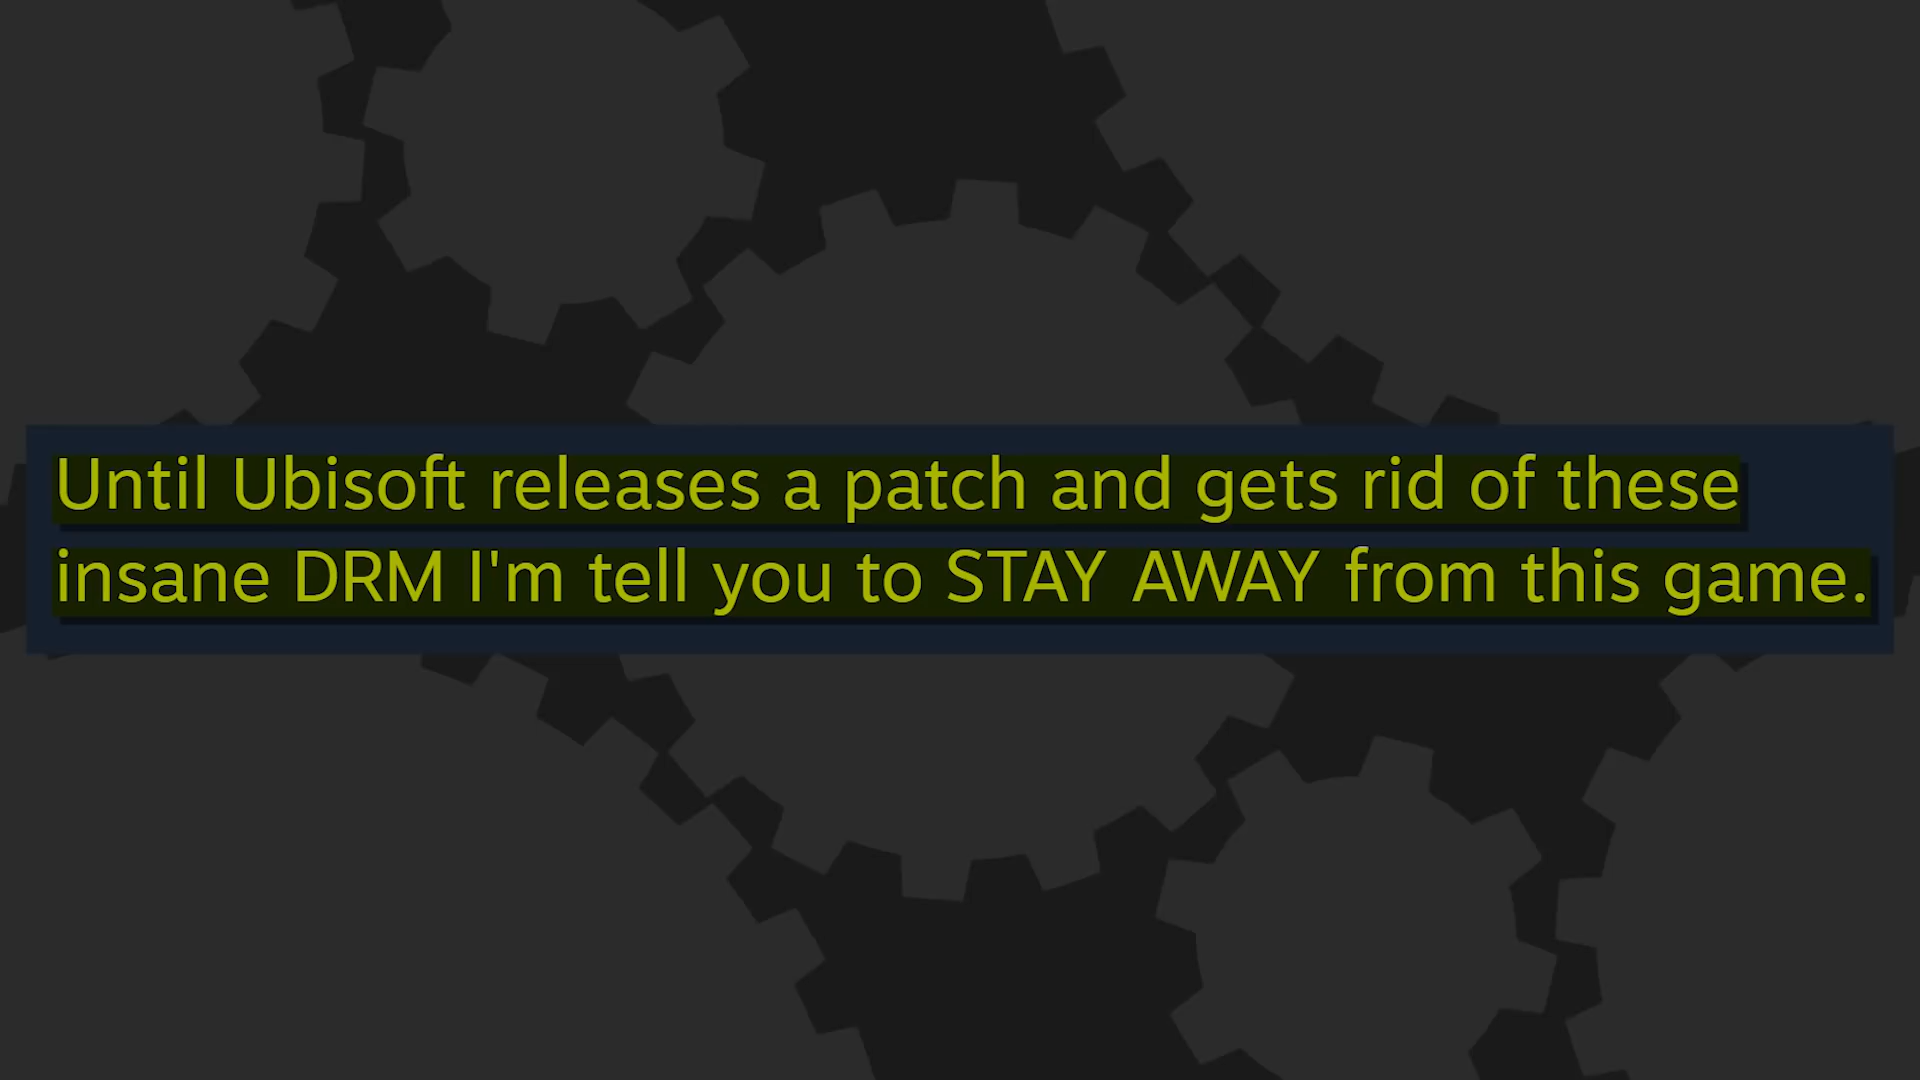 Until Ubisoft releases a patch and gets rid of these
insane DRM I'm tell you to STAY AWAY from this game.